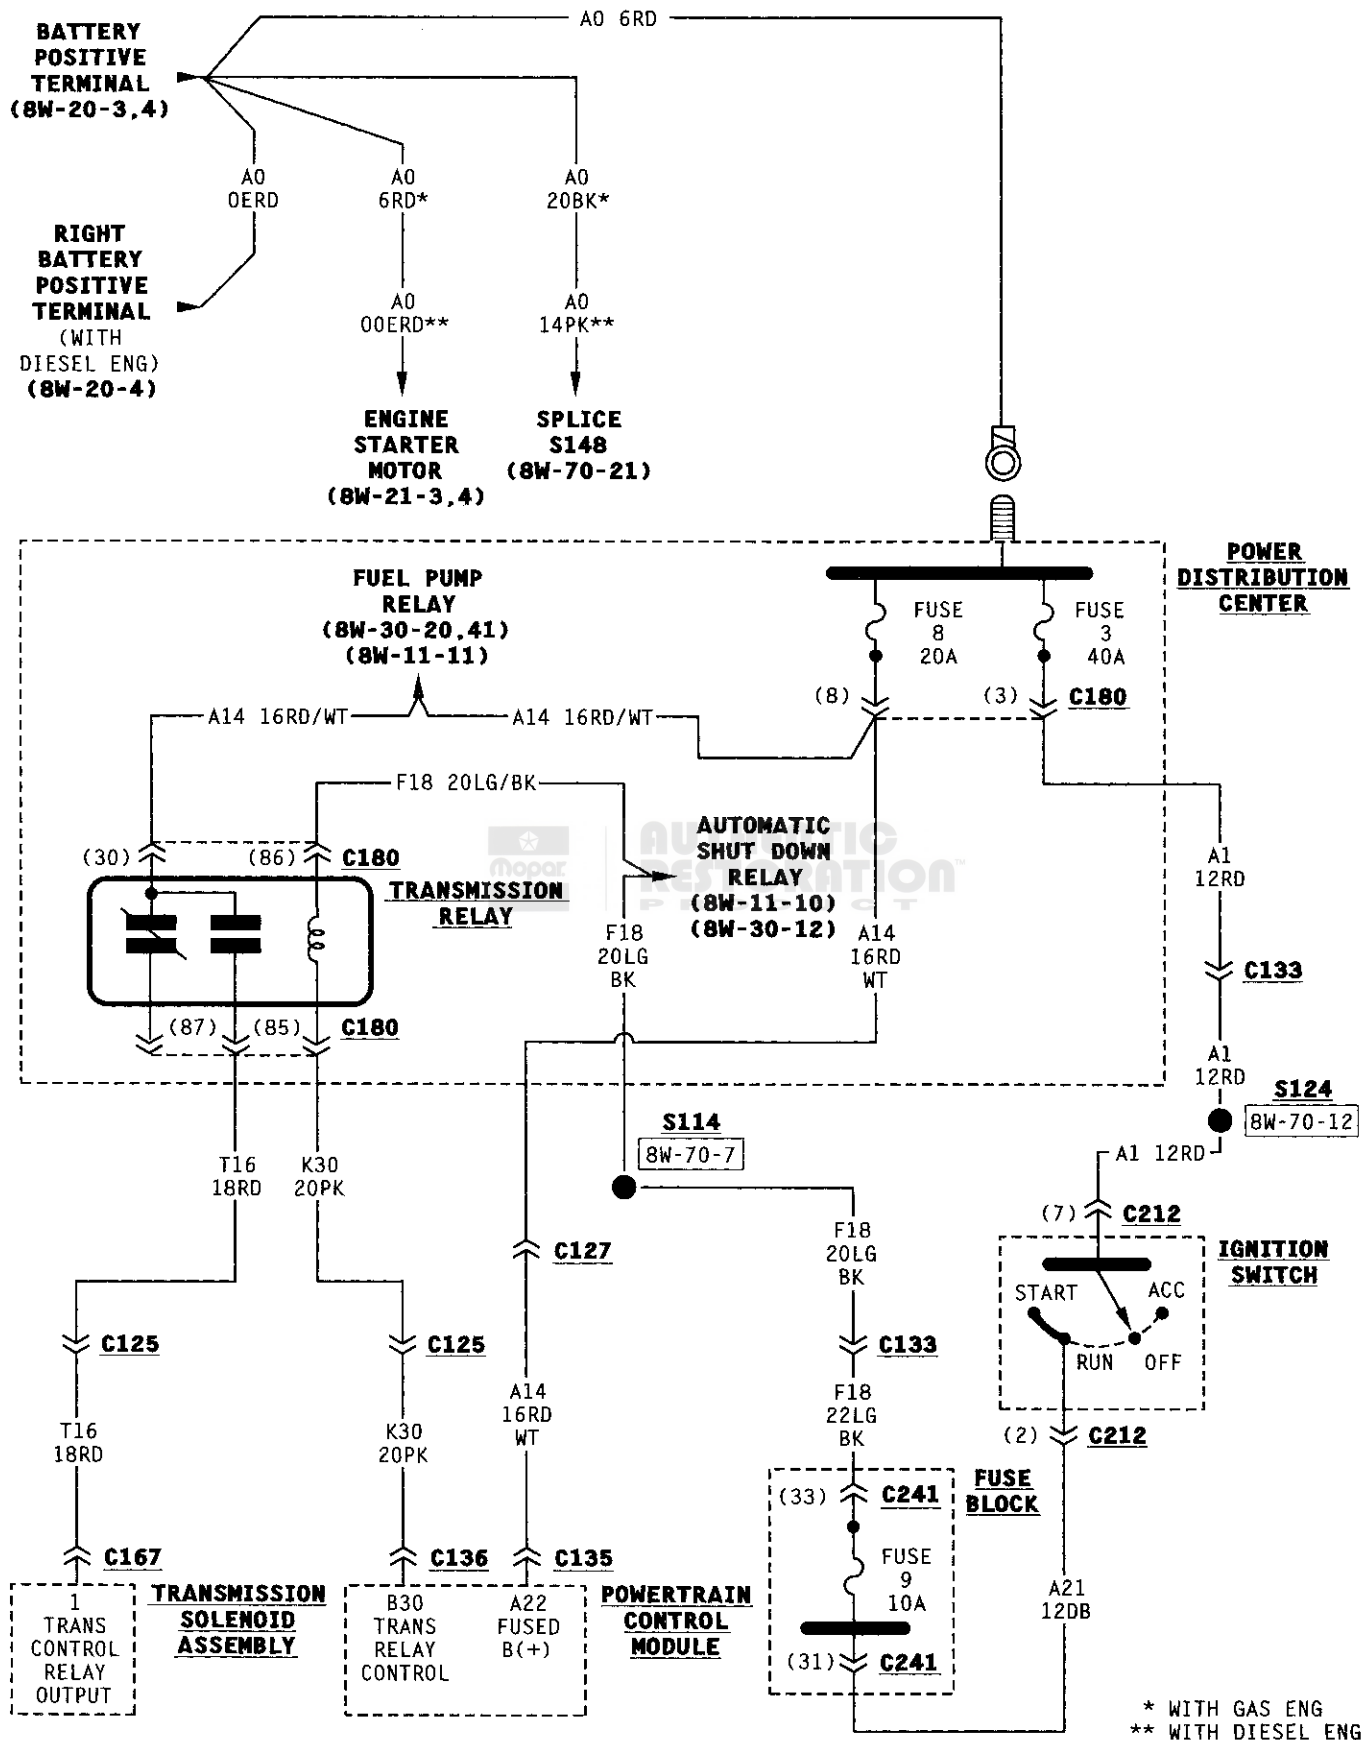 A0 6RD
BATTERY
POSITIVE
TERMINAL
(8W-20-3,4)
A0
0ERD
A0
6RD*
A0
20BK*
RIGHT
BATTERY
POSITIVE
TERMINAL
(WITH
DIESEL ENG)
(8W-20-4)
A0
00ERD**
A0
14PK**
ENGINE
STARTER
MOTOR
(8W-21-3,4)
SPLICE
S148
(8W-70-21)
POWER
DISTRIBUTION
CENTER
FUEL PUMP
RELAY
(8W-30-20,41)
(8W-11-11)
FUSE
8
20A
FUSE
3
40A
(8)
(3)
C180
A14 16RD/WT
A14 16RD/WT
F18 20LG/BK
AUTOMATIC
SHUT DOWN
RELAY
(8W-11-10)
(8W-30-12)
Mopar
AUTHENTIC
RESTORATION™
PRODUCT
(30)
(86)
C180
TRANSMISSION
RELAY
A1
12RD
F18
20LG
BK
A14
16RD
WT
C133
(87)
(85)
C180
A1
12RD
S124
8W-70-12
S114
8W-70-7
A1 12RD
T16
18RD
K30
20PK
(7)
C212
C127
F18
20LG
BK
IGNITION
SWITCH
START
ACC
RUN
OFF
C125
C125
C133
A14
16RD
WT
F18
22LG
BK
T16
18RD
K30
20PK
(2)
C212
FUSE
BLOCK
(33)
C241
C167
C136
C135
FUSE
9
10A
A21
12DB
1
TRANS
CONTROL
RELAY
OUTPUT
TRANSMISSION
SOLENOID
ASSEMBLY
B30
TRANS
RELAY
CONTROL
A22
FUSED
B(+)
POWERTRAIN
CONTROL
MODULE
(31)
C241
* WITH GAS ENG
** WITH DIESEL ENG